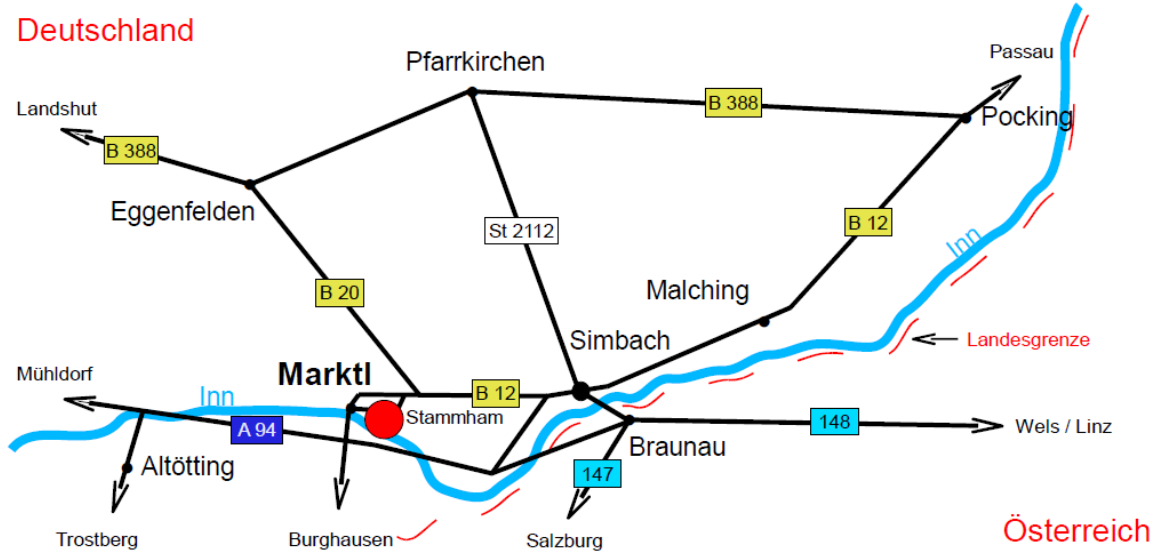 Deutschland
Passau
Pfarrkirchen
Landshut
B 388
Pocking
B 388
Eggenfelden
St 2112
B 12
Inn
B 20
Malching
Simbach
Landesgrenze
Marktl
Mühldorf
Inn
B 12
Stammham
A 94
148
Wels / Linz
Braunau
Altötting
147
Trostberg
Burghausen
Salzburg
Österreich